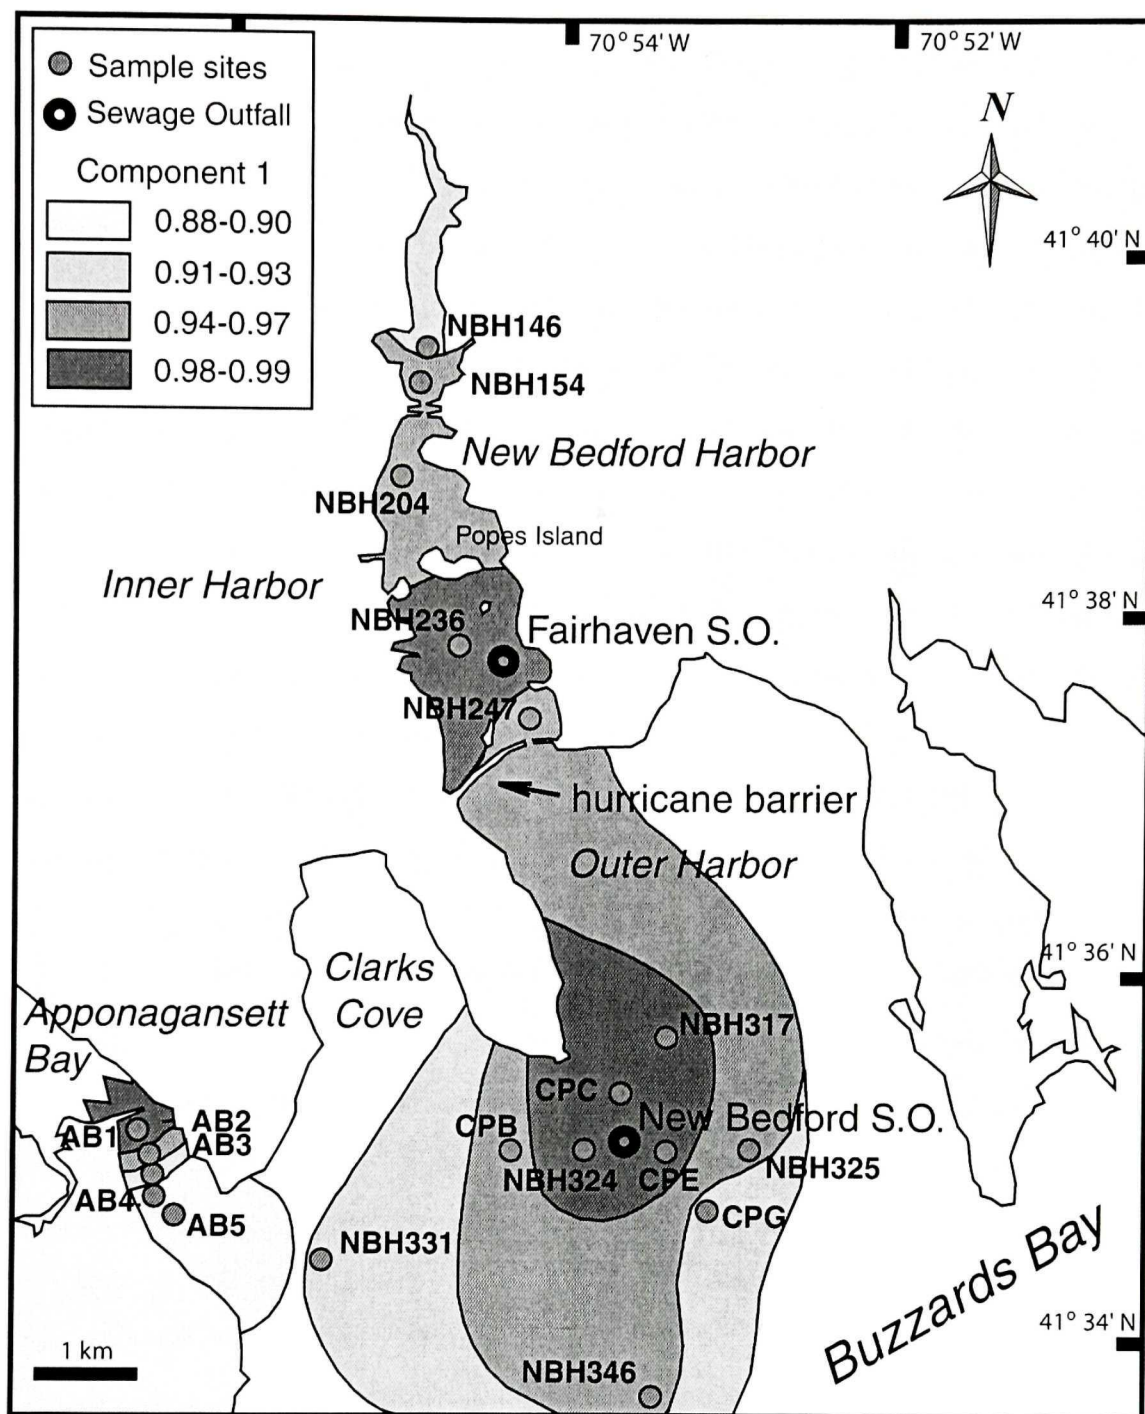 70° 54' W
70° 52' W
Sample sites
Sewage Outfall
Component 1
0.88-0.90
0.91-0.93
0.94-0.97
0.98-0.99
N
41° 40' N
NBH146
NBH154
New Bedford Harbor
NBH204
Popes Island
Inner Harbor
41° 38' N
NBH236
Fairhaven S.O.
NBH247
hurricane barrier
Outer Harbor
Clarks
Cove
41° 36' N
Apponagansett
Bay
NBH317
CPC
New Bedford S.O.
AB1
AB2
AB3
CPB
NBH324
CPE
NBH325
AB4
AB5
CPG
NBH331
Buzzards Bay
41° 34' N
1 km
NBH346